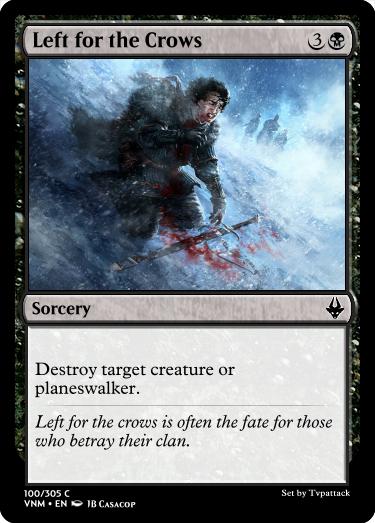 Left for the Crows 3
Sorcery
Destroy target creature or
planeswalker.
Left for the crows is often the fate for those
who betray their clan.
100/305 C
VNM • EN JB Casacop
Set by Tvpattack